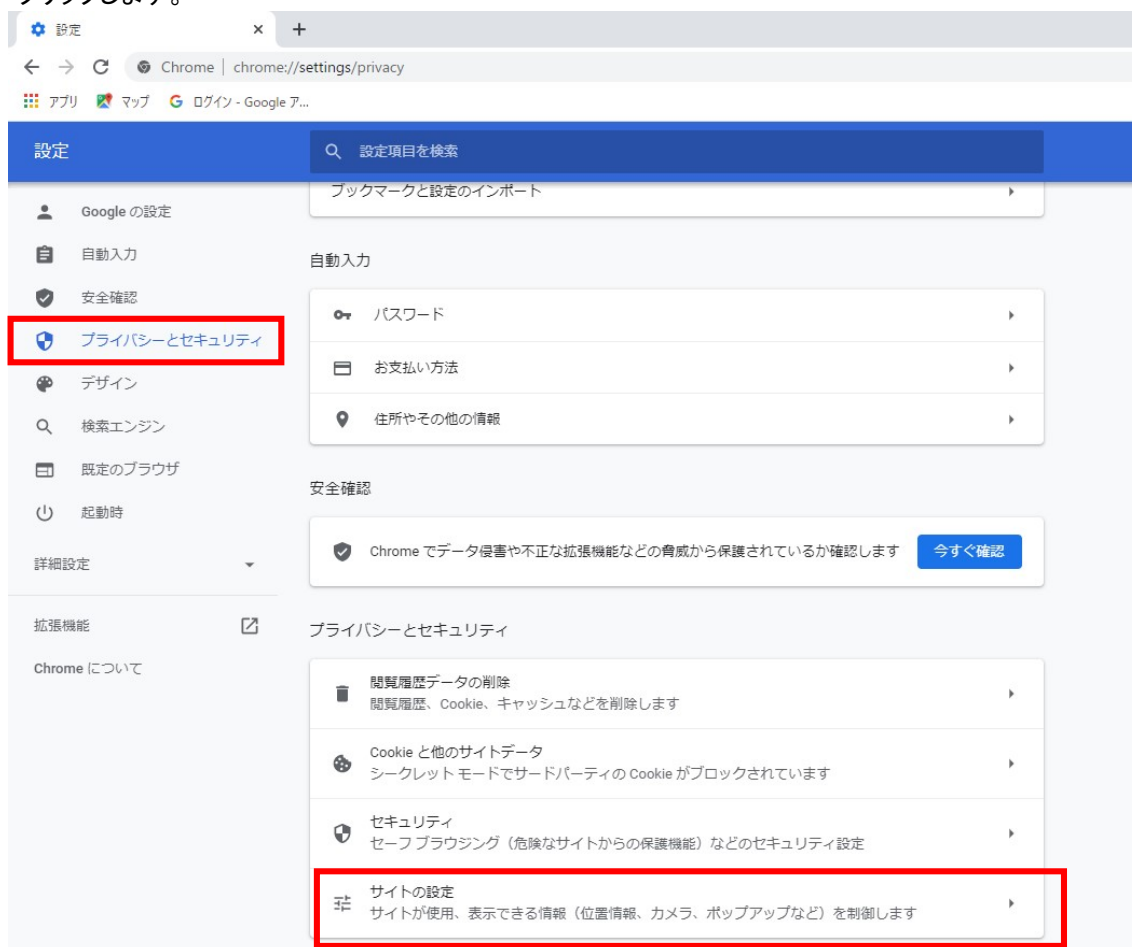 クリックします。
設定
Chrome | chrome://settings/privacy
アプリ マップ ログイン - Google ア...
設定
設定項目を検索
Google の設定
自動入力
安全確認
プライバシーとセキュリティ
デザイン
検索エンジン
既定のブラウザ
起動時
詳細設定
拡張機能
Chrome について
ブックマークと設定のインポート
自動入力
パスワード
お支払い方法
住所やその他の情報
安全確認
Chrome でデータ侵害や不正な拡張機能などの脅威から保護されているか確認します
今すぐ確認
プライバシーとセキュリティ
閲覧履歴データの削除
閲覧履歴、Cookie、キャッシュなどを削除します
Cookie と他のサイトデータ
シークレット モードでサードパーティの Cookie がブロックされています
セキュリティ
セーフ ブラウジング（危険なサイトからの保護機能）などのセキュリティ設定
サイトの設定
サイトが使用、表示できる情報（位置情報、カメラ、ポップアップなど）を制御します